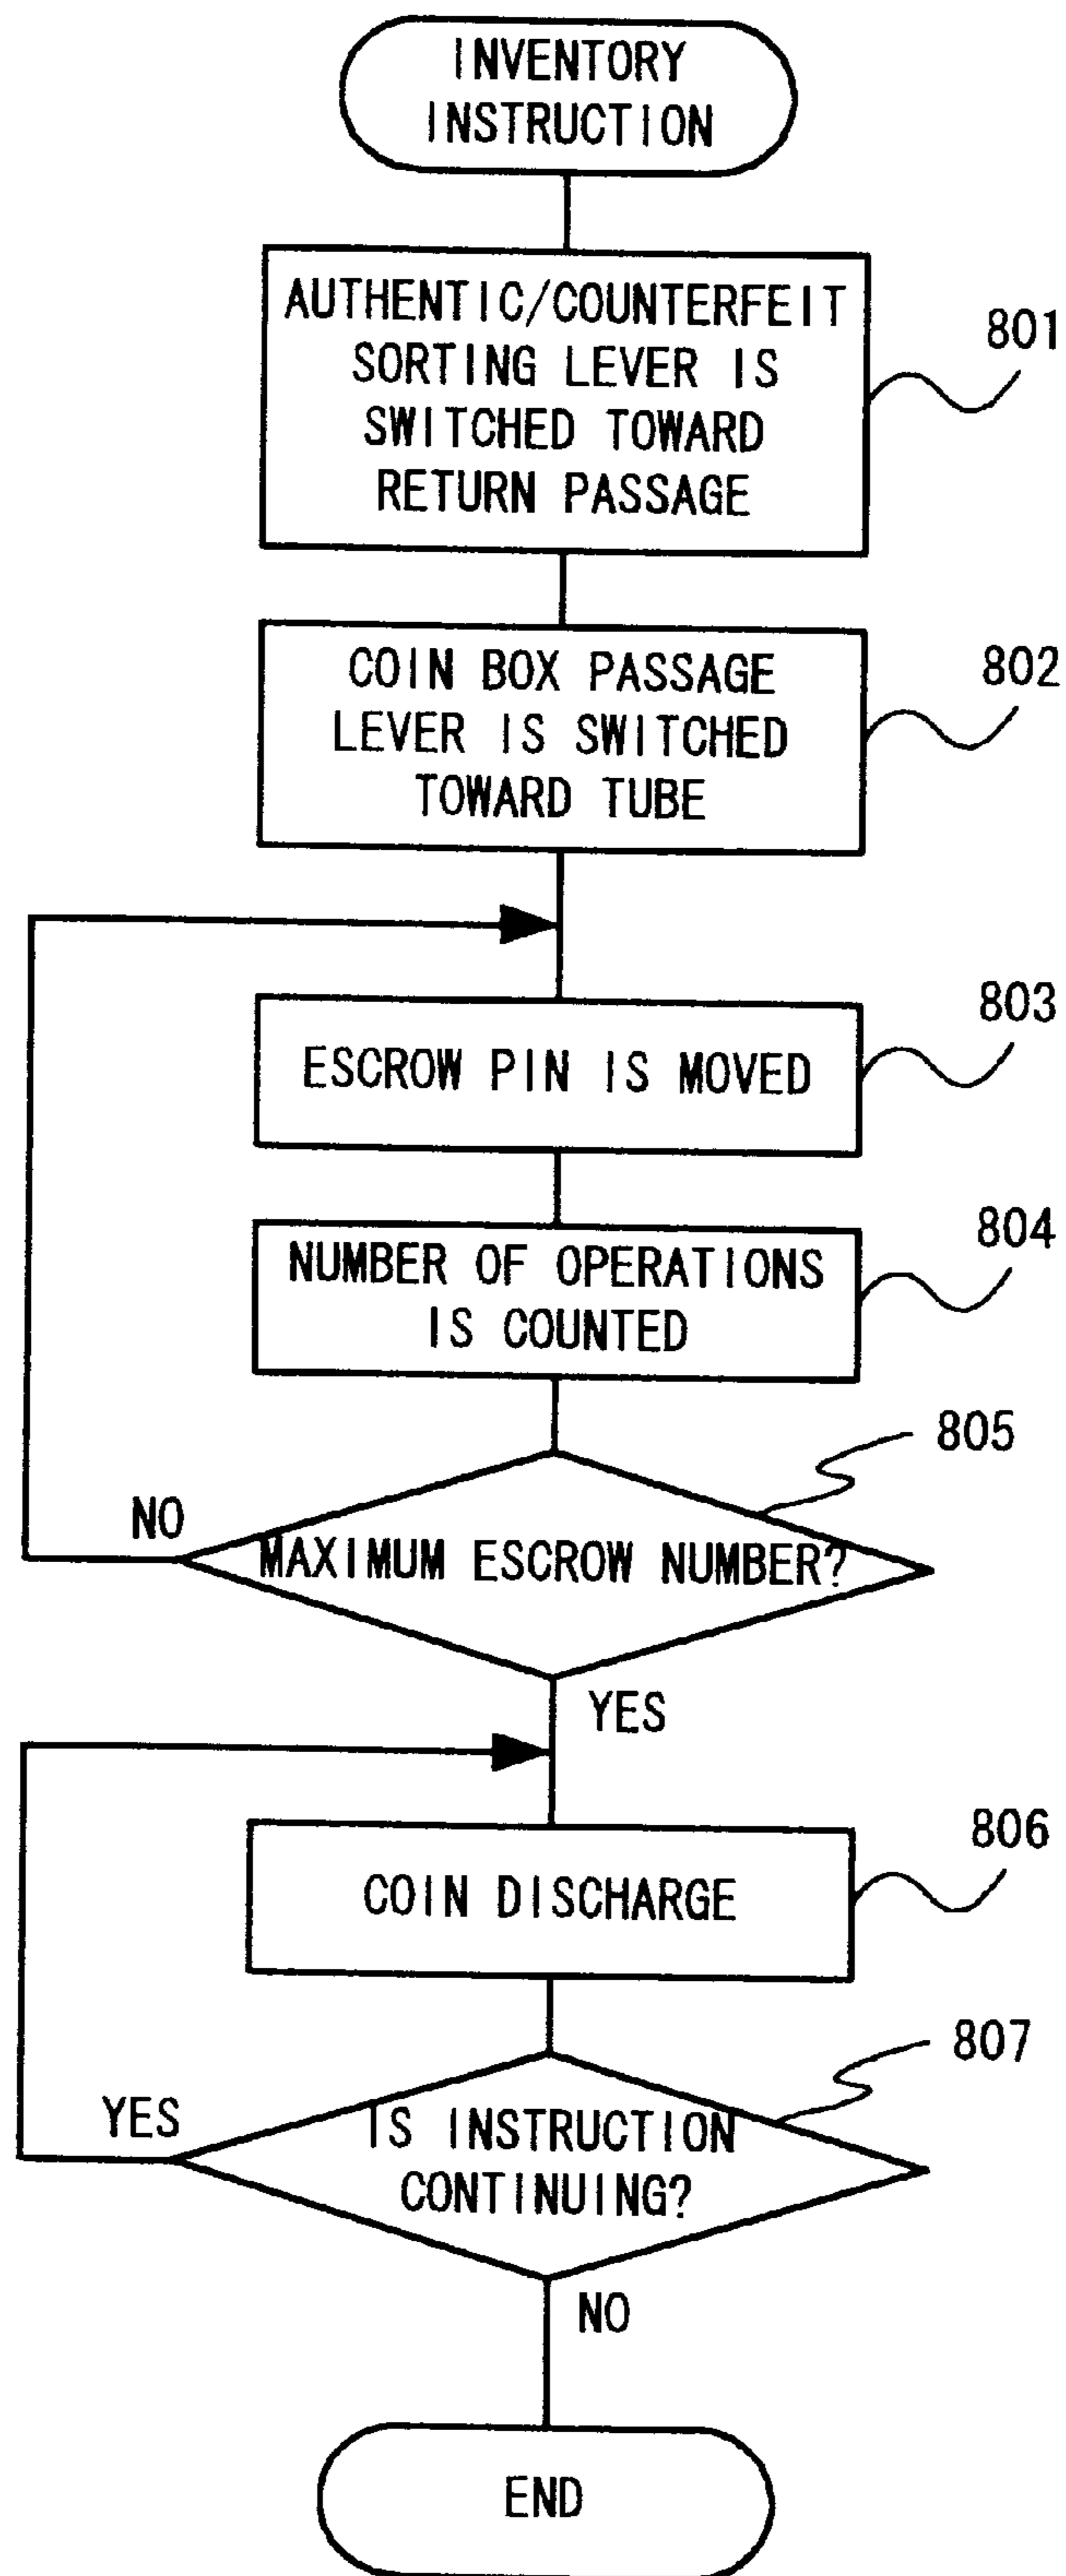 INVENTORY
INSTRUCTION
AUTHENTIC/COUNTERFEIT
SORTING LEVER IS
SWITCHED TOWARD
RETURN PASSAGE
801
COIN BOX PASSAGE
LEVER IS SWITCHED
TOWARD TUBE
802
ESCROW PIN IS MOVED
803
NUMBER OF OPERATIONS
IS COUNTED
804
805
NO
MAXIMUM ESCROW NUMBER?
YES
COIN DISCHARGE
806
807
YES
IS INSTRUCTION
CONTINUING?
NO
END